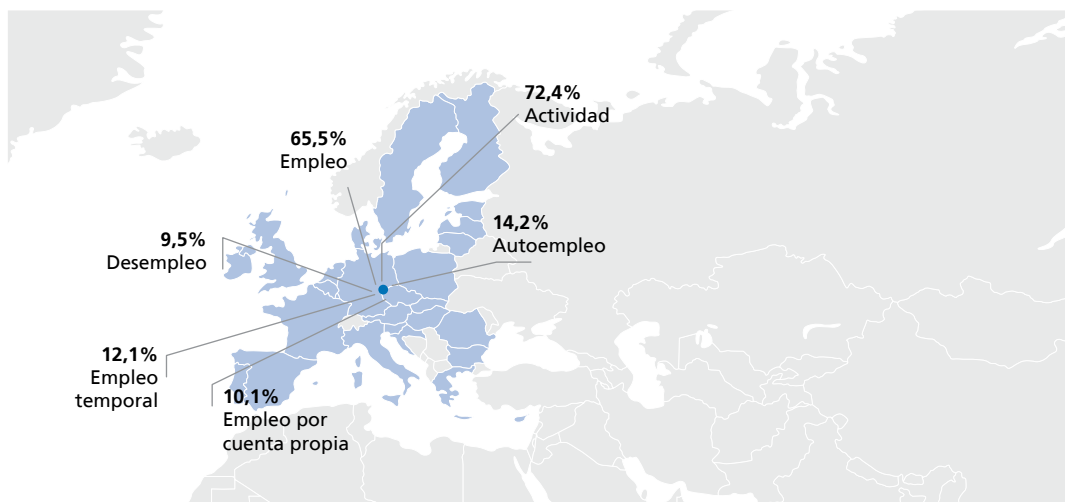 72,4%
Actividad
65,5%
Empleo
14,2%
Autoempleo
9,5%
Desempleo
12,1%
Empleo
temporal
10,1%
Empleo por
cuenta propia